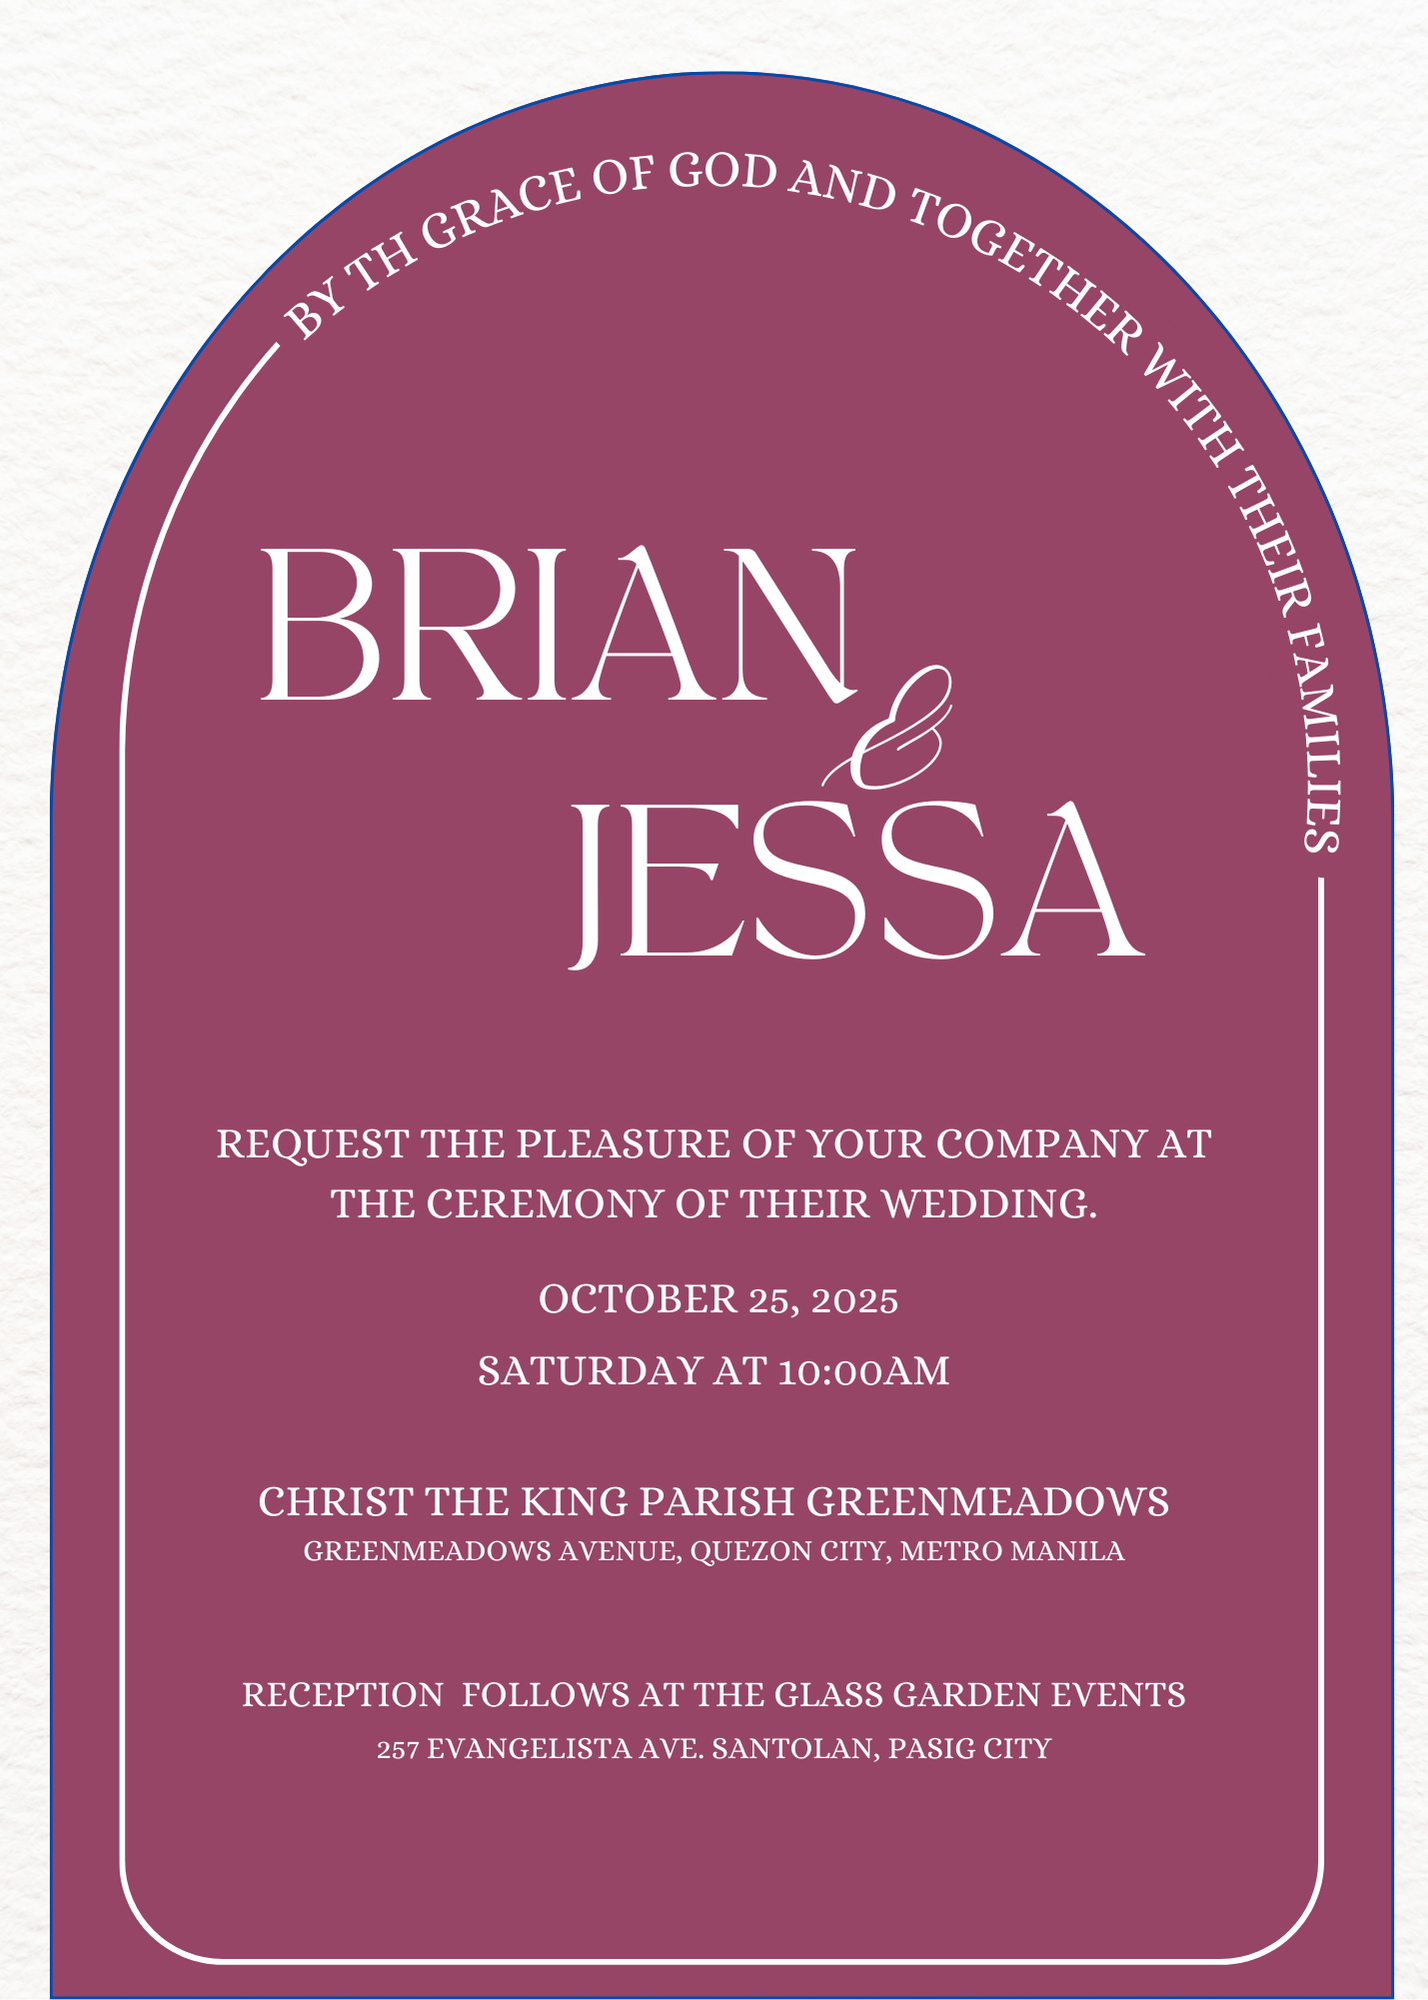 BY TH GRACE OF GOD AND TOGETHER WITH THEIR FAMILIES
BRIAN
&
JESSA
REQUEST THE PLEASURE OF YOUR COMPANY AT
THE CEREMONY OF THEIR WEDDING.
OCTOBER 25, 2025
SATURDAY AT 10:00AM
CHRIST THE KING PARISH GREENMEADOWS
GREENMEADOWS AVENUE, QUEZON CITY, METRO MANILA
RECEPTION  FOLLOWS AT THE GLASS GARDEN EVENTS
257 EVANGELISTA AVE. SANTOLAN, PASIG CITY